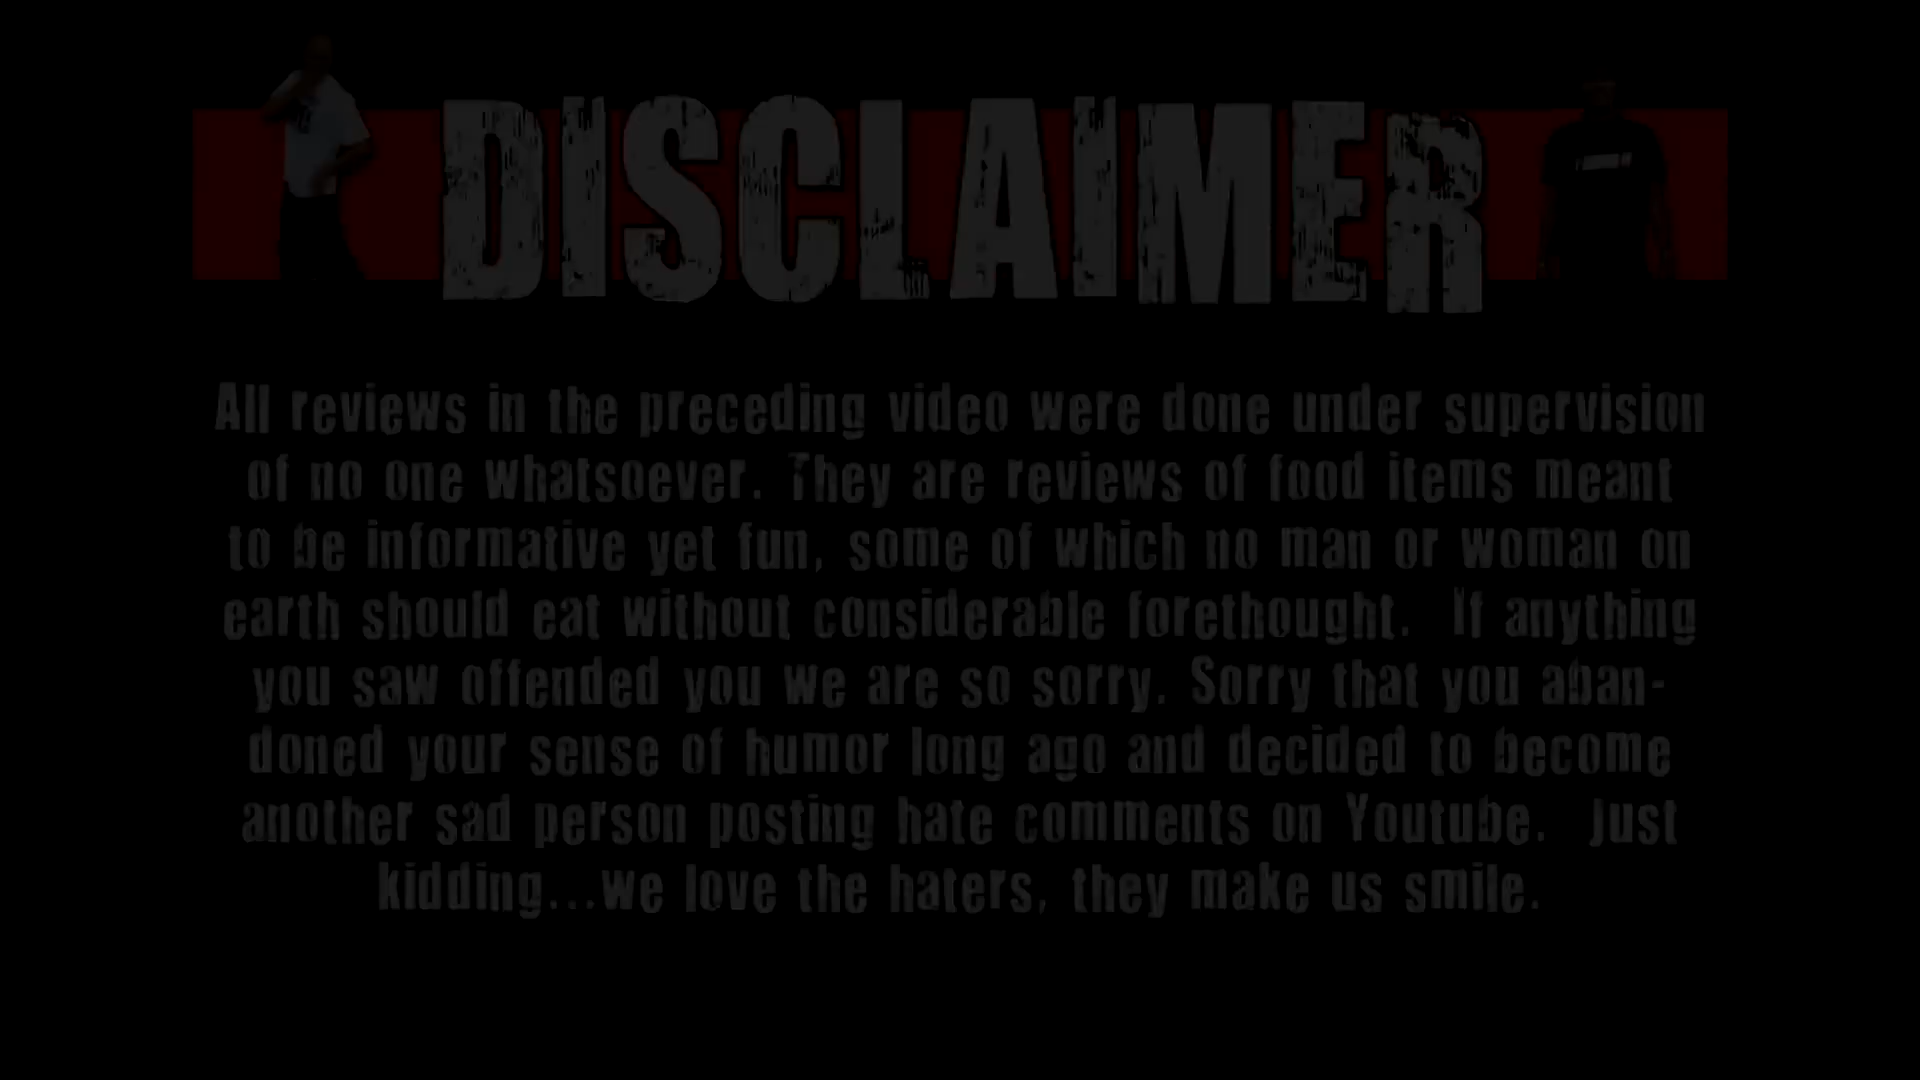 DISCLAIMER
All reviews in the preceding video were done under supervision
of no one whatsoever. They are reviews of food items meant
to be informative yet fun, some of which no man or woman on
earth should eat without considerable forethought. If anything
you saw offended you we are so sorry. Sorry that you aban-
doned your sense of humor long ago and decided to become
another sad person posting hate comments on Youtube. Just
kidding...we love the haters, they make us smile.